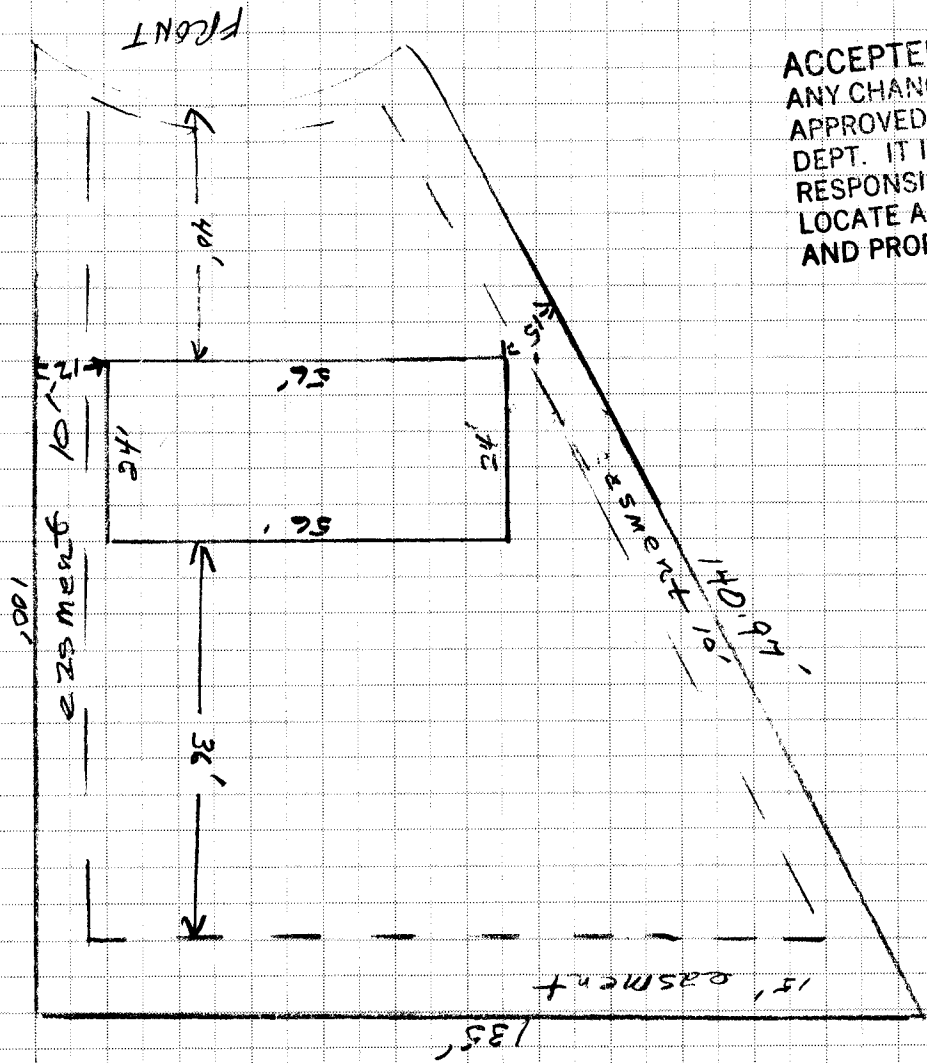 FRONT
ACCEPTE
ANY CHAN
APPROVED
DEPT. IT I
RESPONSI
LOCATE A
AND PROP
40'
12'
15'
56'
24'
24'
56'
easment 10'
100'
easment 10'
140.97'
36'
15' easment
135'